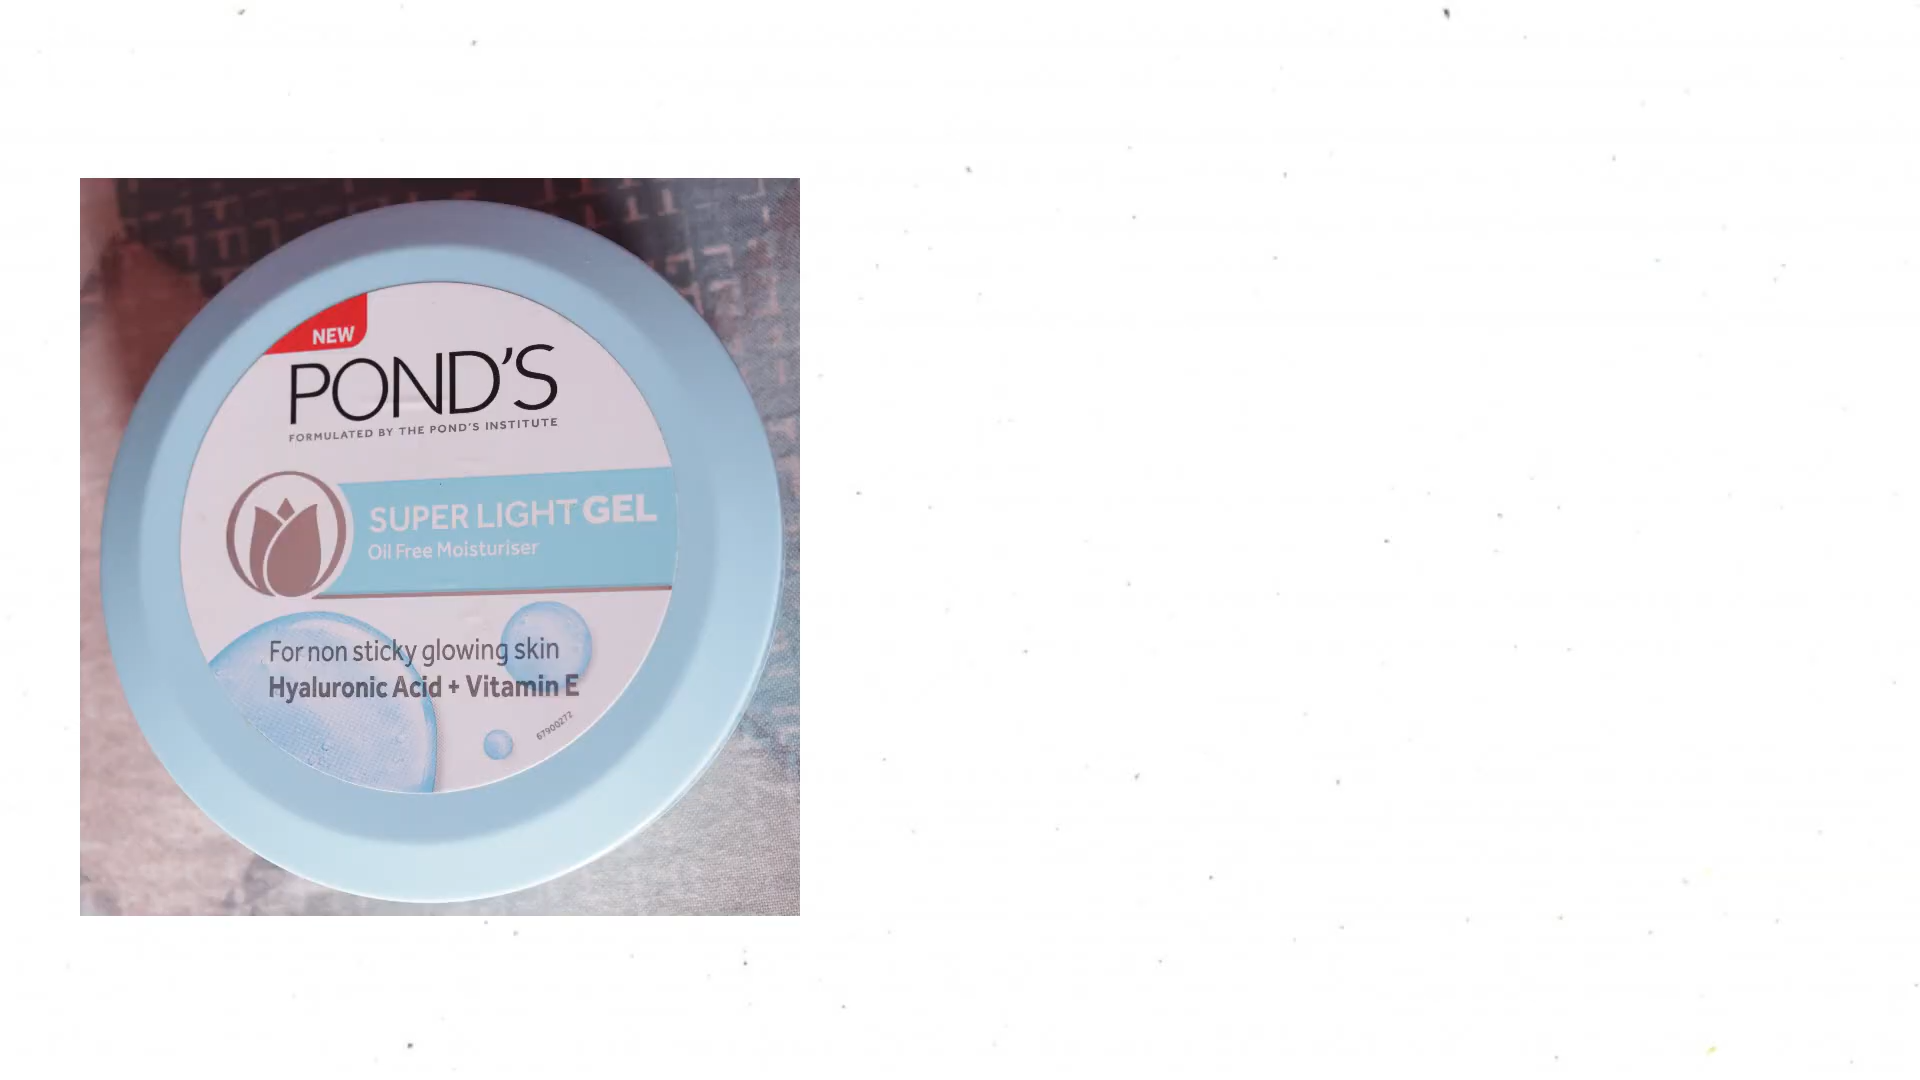 NEW
POND'S
FORMULATED BY THE POND'S INSTITUTE
SUPER LIGHT GEL
Oil Free Moisturiser
For non sticky glowing skin
Hyaluronic Acid + Vitamin E
67900272